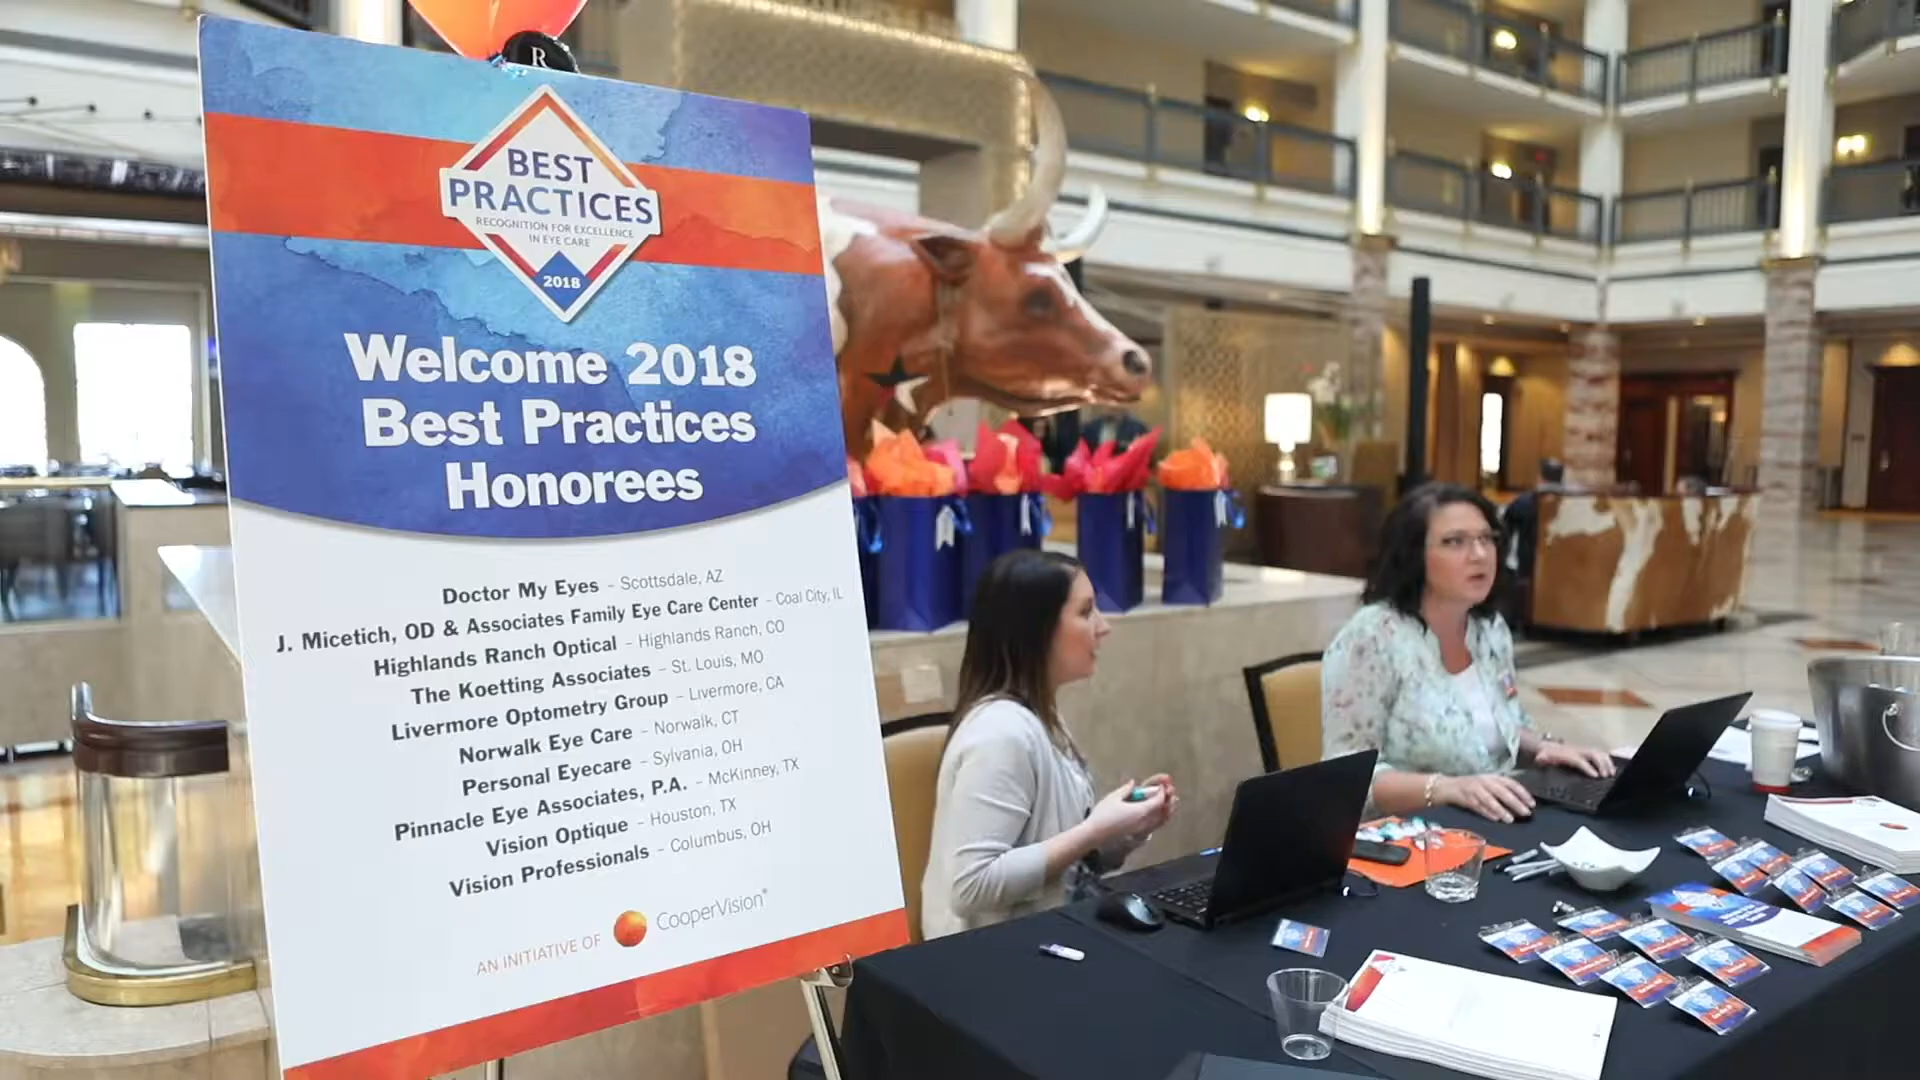 R
BEST
PRACTICES
RECOGNITION FOR EXCELLENCE
IN EYE CARE
2018
Welcome 2018
Best Practices
Honorees
Doctor My Eyes - Scottsdale, AZ
J. Micetich, OD & Associates Family Eye Care Center - Coal City, IL
Highlands Ranch Optical - Highlands Ranch, CO
The Koetting Associates - St. Louis, MO
Livermore Optometry Group - Livermore, CA
Norwalk Eye Care - Norwalk, CT
Personal Eyecare - Sylvania, OH
Pinnacle Eye Associates, P.A. - McKinney, TX
Vision Optique - Houston, TX
Vision Professionals - Columbus, OH
AN INITIATIVE OF CooperVision®